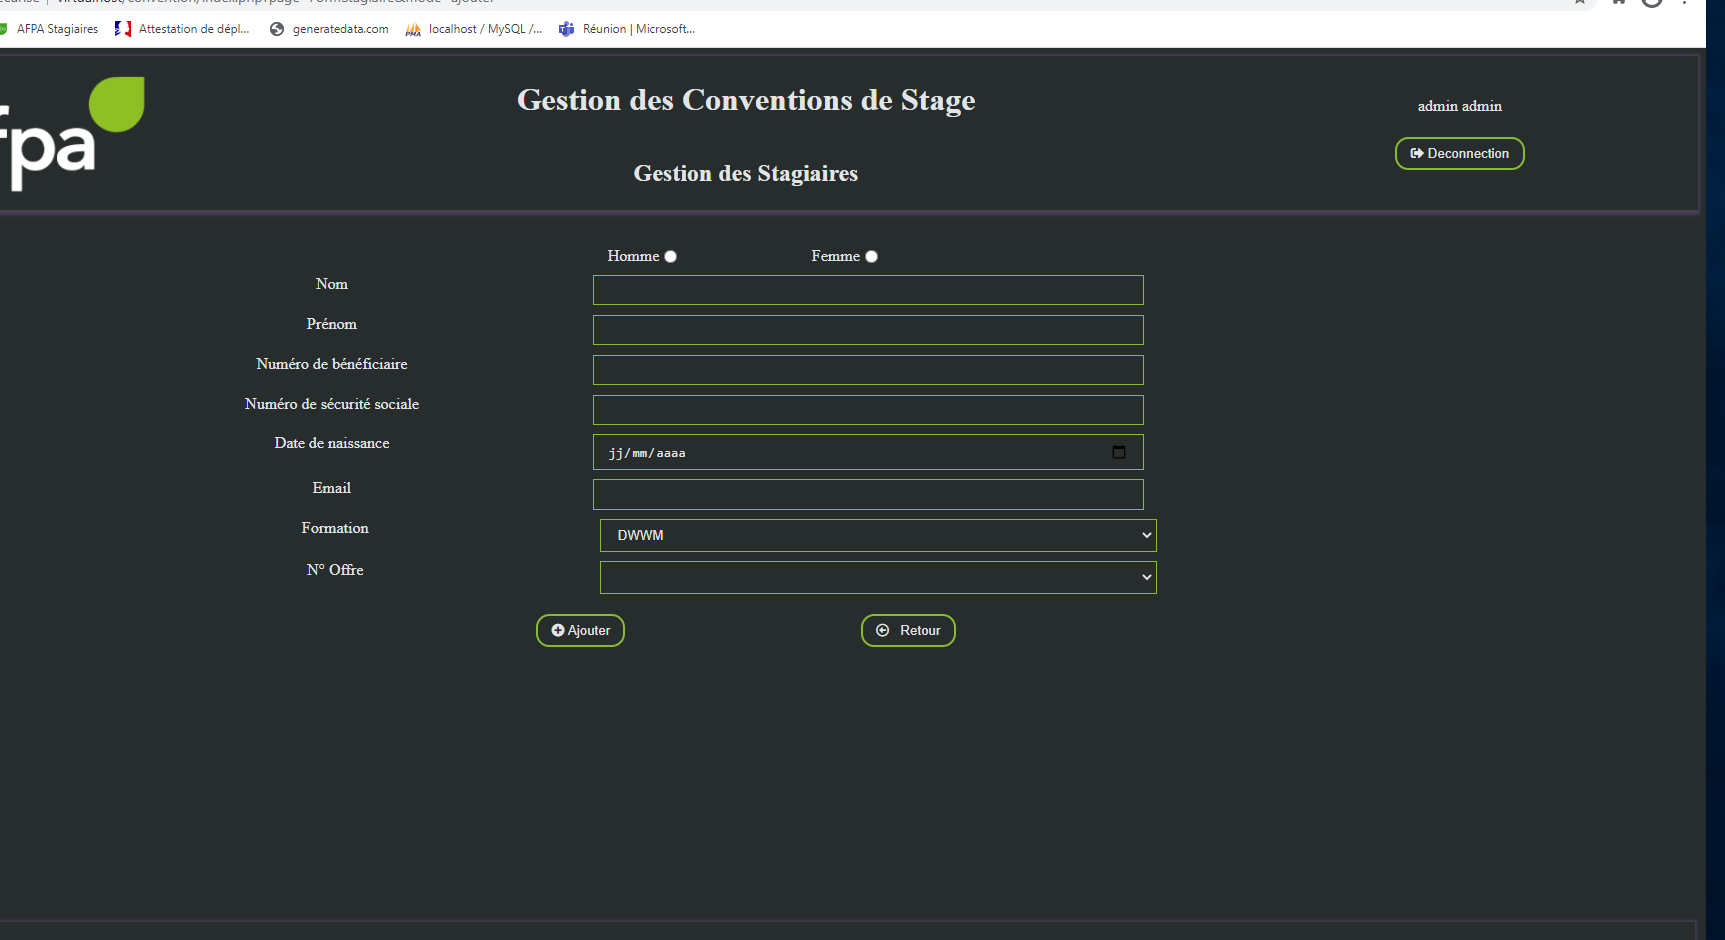 AFPA Stagiaires Attestation de dépl... generatedata.com localhost / MySQL /... Réunion | Microsoft...
fpa
Gestion des Conventions de Stage
admin admin
Deconnection
Gestion des Stagiaires
Homme Femme
Nom
Prénom
Numéro de bénéficiaire
Numéro de sécurité sociale
Date de naissance jj/mm/aaaa
Email
Formation DWWM
N° Offre
Ajouter Retour